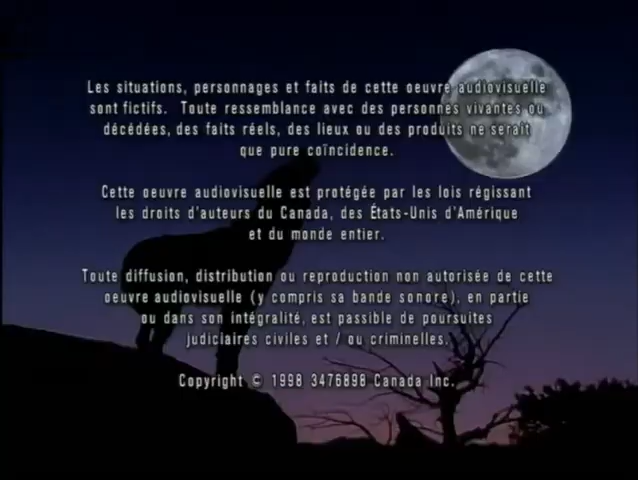 Les situations, personnages et faits de cette oeuvre audiovisuelle
sont fictifs. Toute ressemblance avec des personnes vivantes ou
décédées, des faits réels, des lieux ou des produits ne serait
que pure coïncidence.
Cette oeuvre audiovisuelle est protégée par les lois régissant
les droits d'auteurs du Canada, des États-Unis d'Amérique
et du monde entier.
Toute diffusion, distribution ou reproduction non autorisée de cette
oeuvre audiovisuelle (y compris sa bande sonore), en partie
ou dans son intégralité, est passible de poursuites
judiciaires civiles et / ou criminelles.
Copyright © 1998 3476898 Canada Inc.